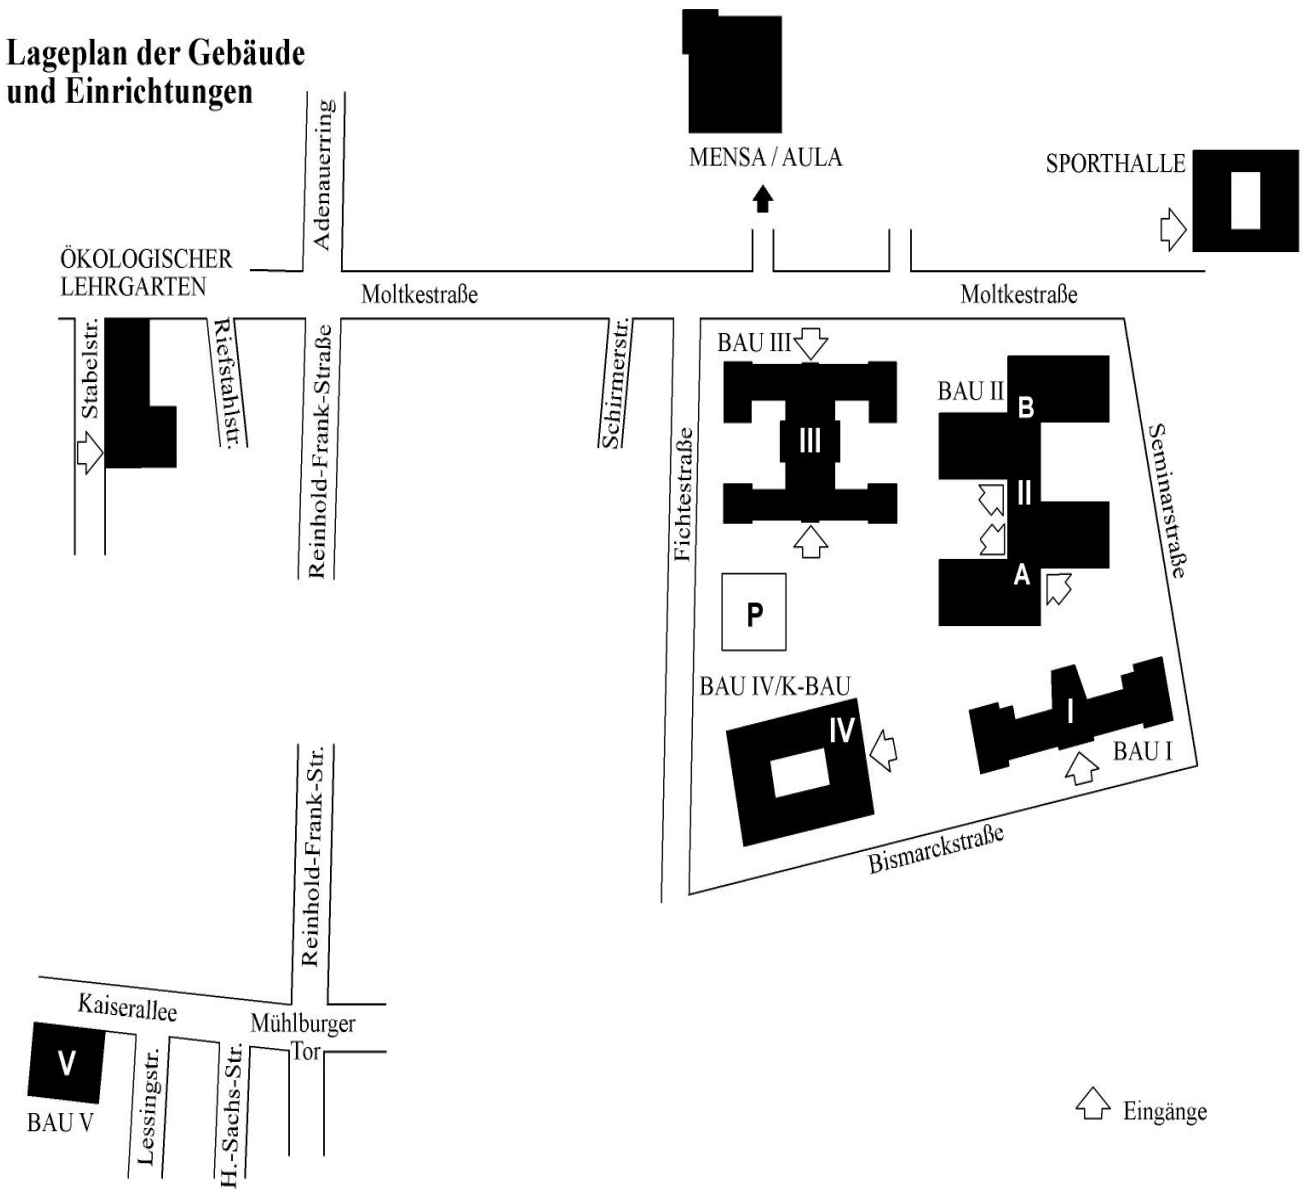 Lageplan der Gebäude
und Einrichtungen
MENSA / AULA
SPORTHALLE
Adenauerring
ÖKOLOGISCHER
LEHRGARTEN
Moltkestraße
Moltkestraße
Stabelstr.
Riefstahlstr.
Reinhold-Frank-Straße
Schirmerstr.
Fichtestraße
BAU III
III
BAU II
B
II
A
Seminarstraße
P
BAU IV/K-BAU
IV
I
BAU I
Bismarckstraße
Reinhold-Frank-Str.
Kaiserallee
Mühlburger
Tor
V
BAU V
Lessingstr.
H.-Sachs-Str.
Eingänge